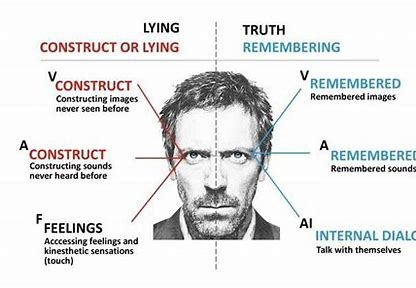 LYING
TRUTH
CONSTRUCT OR LYING
REMEMBERING
V
CONSTRUCT
Constructing images
never seen before
A
CONSTRUCT
Constructing sounds
never heard before
F
FEELINGS
Acccessing feelings and
kinesthetic sensations
(touch)
V
REMEMBERED
Remembered images
A
REMEMBERED
Remembered sounds
AI
INTERNAL DIALO
Talk with themselves